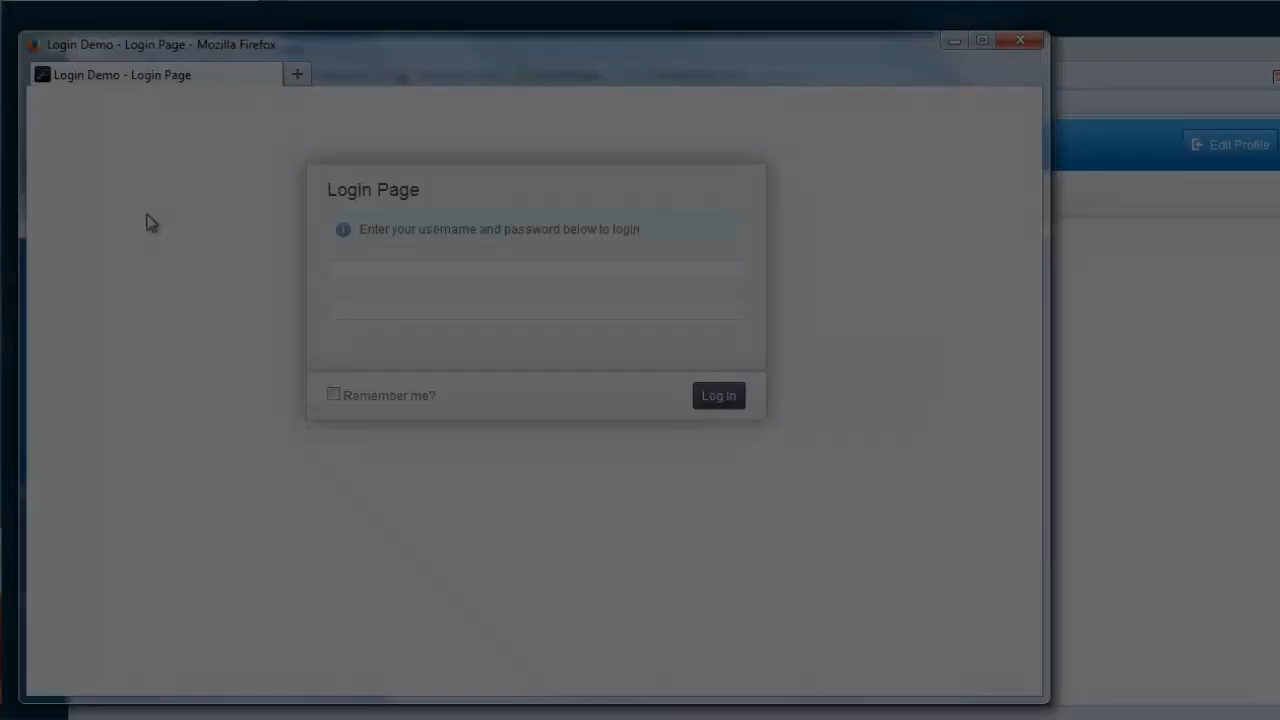 Login Demo - Login Page - Mozilla Firefox
Login Demo - Login Page
Edit Profile
Login Page
Enter your username and password below to login
Remember me?
Log in